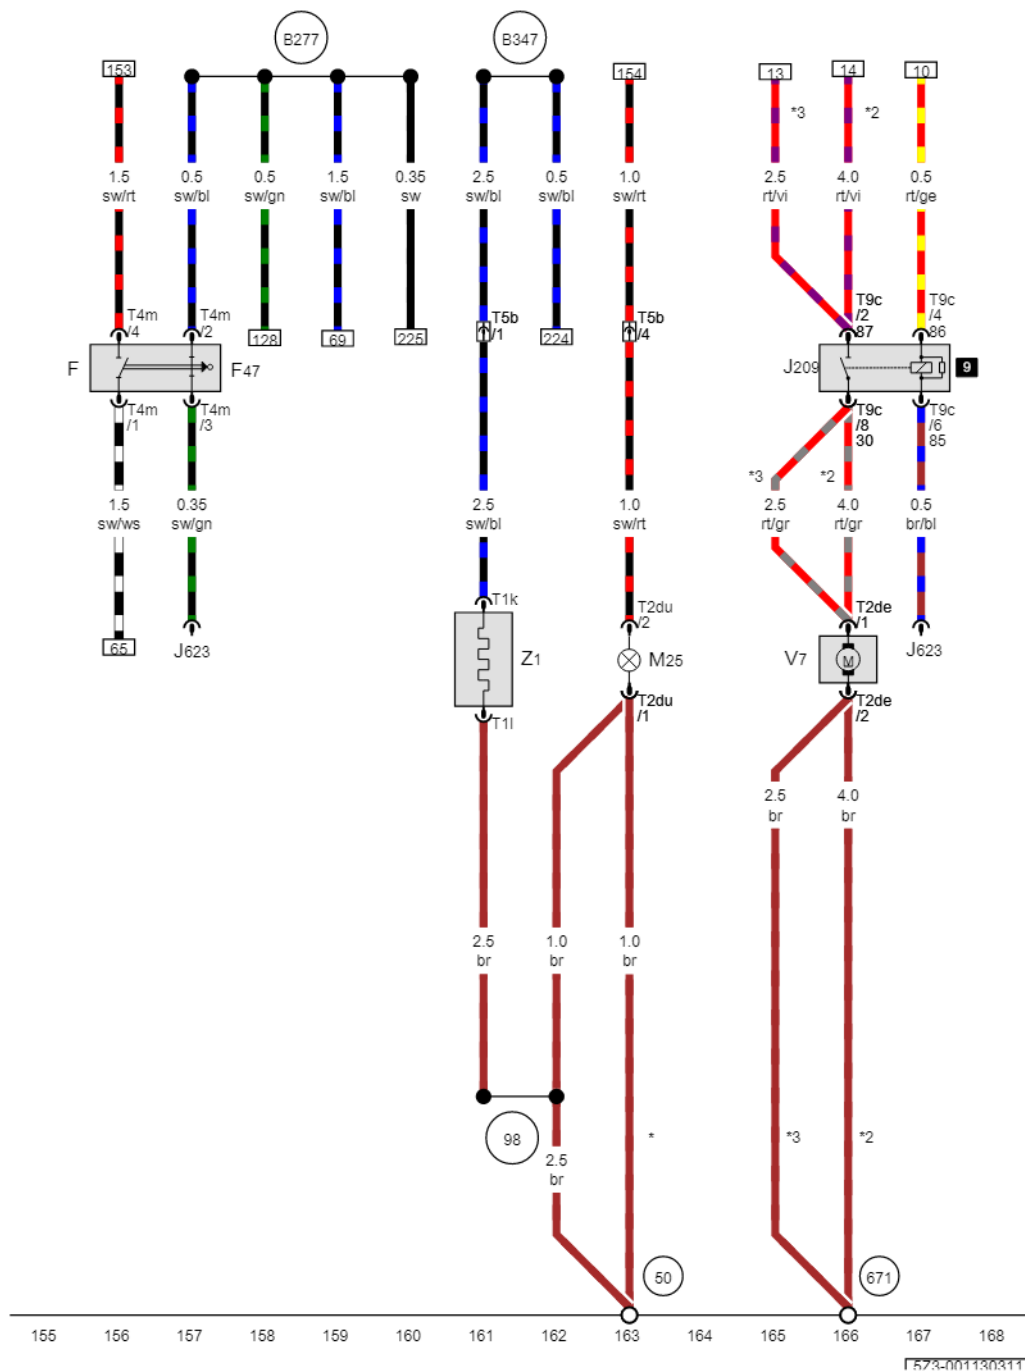 B277 B347
153 154 13 14 10
*3 *2
1.5 0.5 0.5 1.5 0.35 2.5 0.5 1.0 2.5 4.0 0.5
sw/rt sw/bl sw/gn sw/bl sw sw/bl sw/bl sw/rt rt/vi rt/vi rt/ge
T4m T4m T5b T5b T9c T9c
/4 /2 /1 /4 /2 /4
128 69 225 224 87 86
F F47 J209 9
T4m T4m T9c T9c
/1 /3 /8 /6
30 85
*3 *2
1.5 0.35 2.5 1.0 2.5 4.0 0.5
sw/ws sw/gn sw/bl sw/rt rt/gr rt/gr br/bl
T1k T2du T2de
/2 /1
65 J623 Z1 M25 V7 M J623
T1l T2du T2de
/1 /2
2.5 4.0
br br
2.5 1.0 1.0
br br br
98 * *3 *2
2.5
br
50 671
155 156 157 158 159 160 161 162 163 164 165 166 167 168
573-001130311